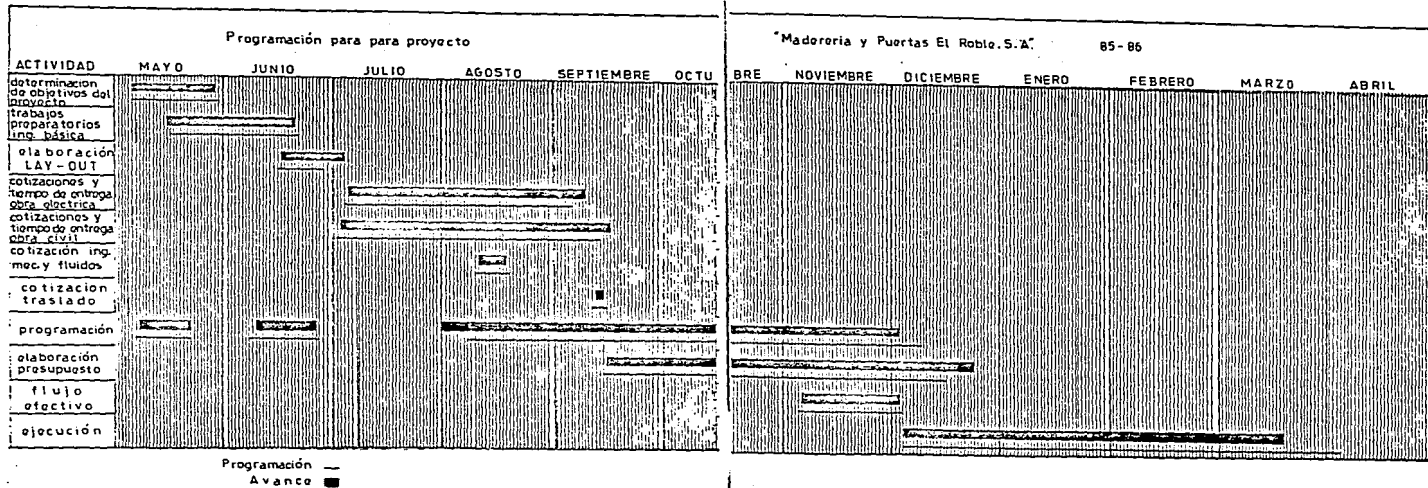 Programación para para proyecto
"Maderería y Puertas El Roble. S.A". 85-86
ACTIVIDAD MAYO JUNIO JULIO AGOSTO SEPTIEMBRE OCTU BRE NOVIEMBRE DICIEMBRE ENERO FEBRERO MARZO ABRIL
determinación
de objetivos del
proyecto
trabajos
preparatorios
ing. básica
elaboración
LAY-OUT
cotizaciones y
tiempo de entrega
obra electrica
cotizaciones y
tiempo de entrega
obra civil
cotización ing.
mec. y fluidos
cotizacion
traslado
programación
elaboración
presupuesto
flujo
efectivo
ejecución
Programación
Avance